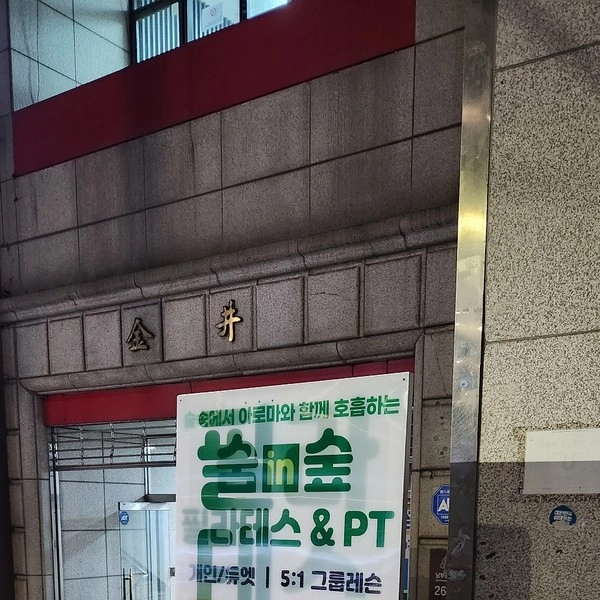 金井
숲속에서 아로마와 함께 호흡하는
숨in숲
필라테스 & PT
개인/듀엣 | 5:1 그룹레슨
26